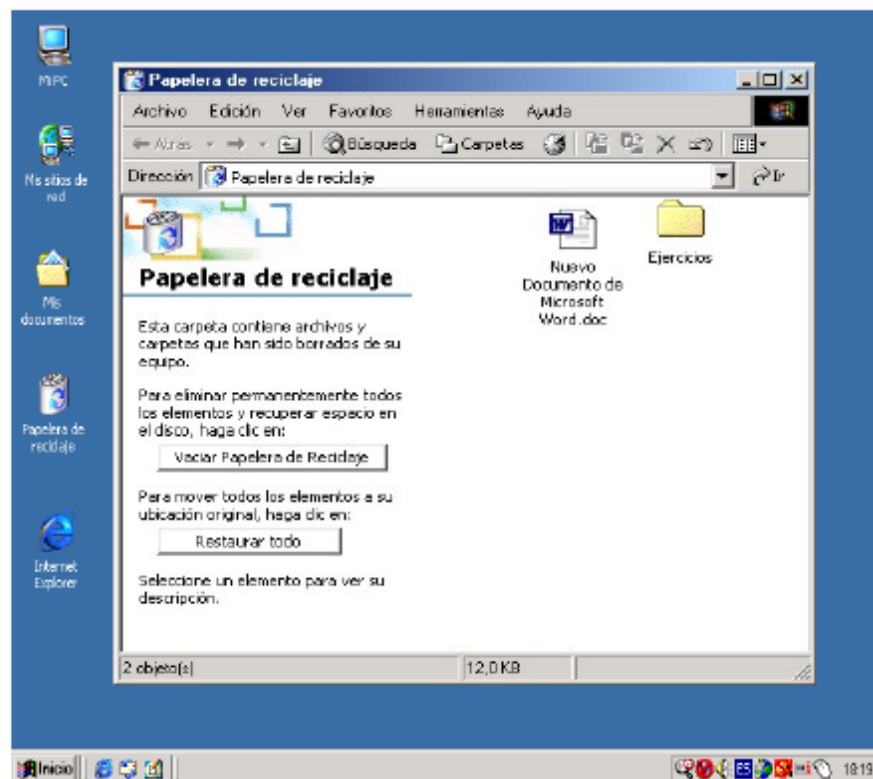 Mi PC
Mis sitios de
red
Mis
documentos
Papelera de
reciclaje
Internet
Explorer
Papelera de reciclaje
Archivo Edición Ver Favoritos Herramientas Ayuda
Atrás Búsqueda Carpetas
Dirección Papelera de reciclaje Ir
Papelera de reciclaje
Esta carpeta contiene archivos y
carpetas que han sido borrados de su
equipo.
Para eliminar permanentemente todos
los elementos y recuperar espacio en
el disco, haga clic en:
Vaciar Papelera de Reciclaje
Para mover todos los elementos a su
ubicación original, haga clic en:
Restaurar todo
Seleccione un elemento para ver su
descripción.
Nuevo
Documento de
Microsoft
Word.doc
Ejercicios
2 objeto(s) 12,0 KB
Inicio ES 18:19